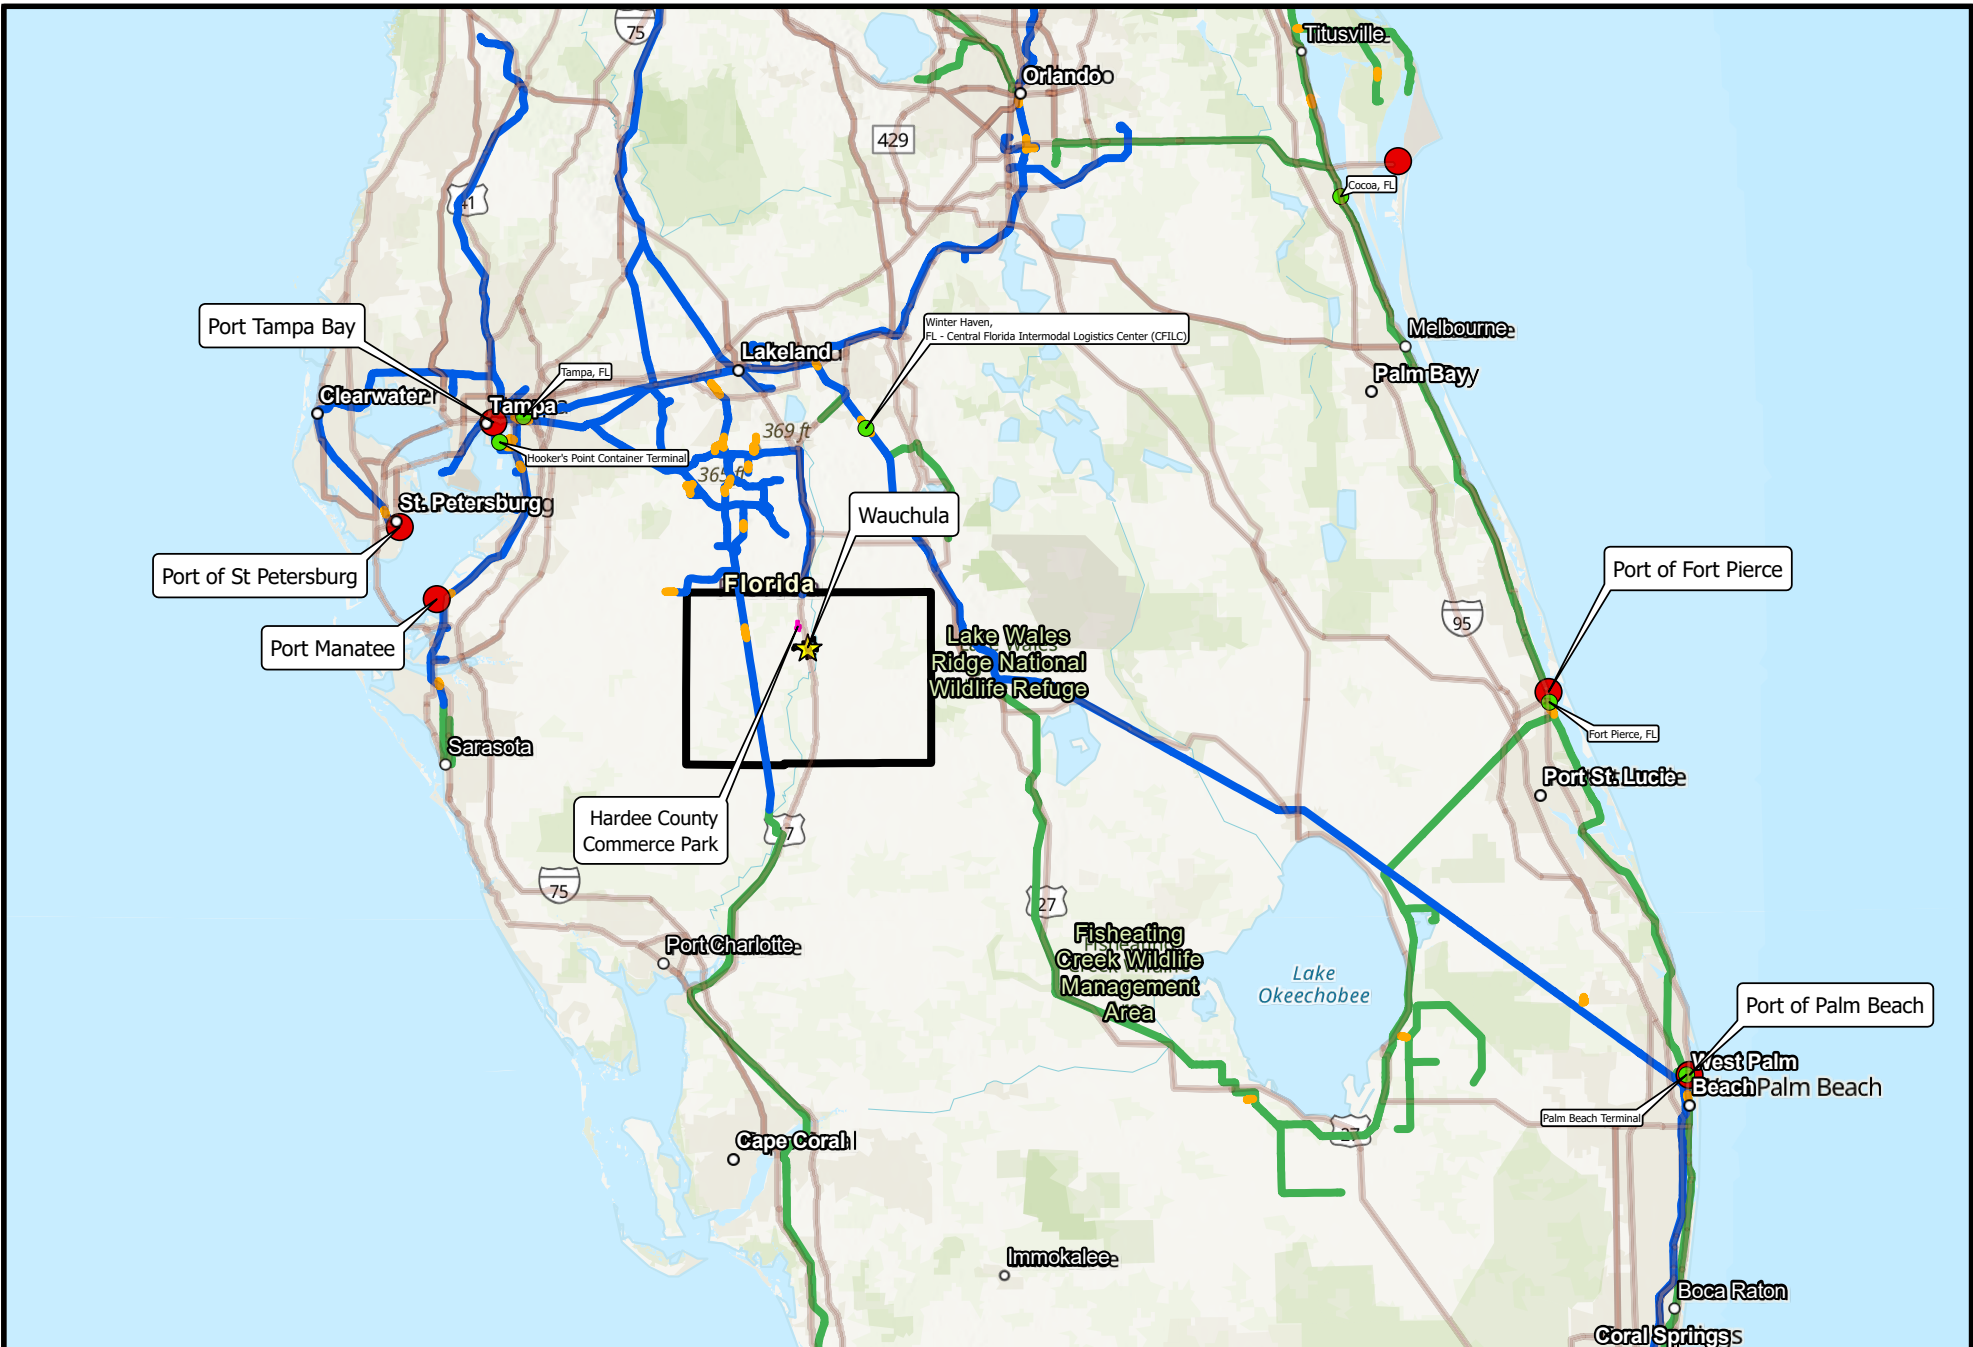 75
Titusville
Orlando
429
41
Cocoa, FL
Port Tampa Bay
Winter Haven,
FL - Central Florida Intermodal Logistics Center (CFILC)
Melbourne
Lakeland
Tampa, FL
Palm Bay
Clearwater
Tampa
369 ft
Hooker's Point Container Terminal
365 ft
St. Petersburg
Wauchula
Port of St Petersburg
Port of Fort Pierce
Florida
95
Port Manatee
Lake Wales
Ridge National
Wildlife Refuge
Fort Pierce, FL
Sarasota
Port St. Lucie
Hardee County
Commerce Park
75
27
Port Charlotte
Fisheating
Creek Wildlife
Management
Area
Lake
Okeechobee
Port of Palm Beach
West Palm
Beach
Palm Beach
Palm Beach Terminal
27
Cape Coral
Immokalee
Boca Raton
Coral Springs